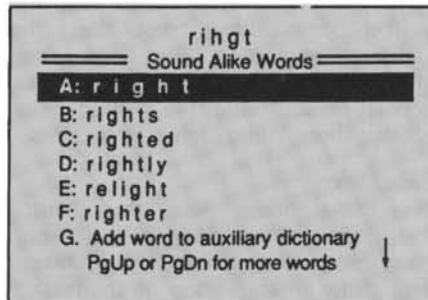 rihgt
Sound Alike Words
A: right
B: rights
C: righted
D: rightly
E: relight
F: righter
G. Add word to auxiliary dictionary
PgUp or PgDn for more words